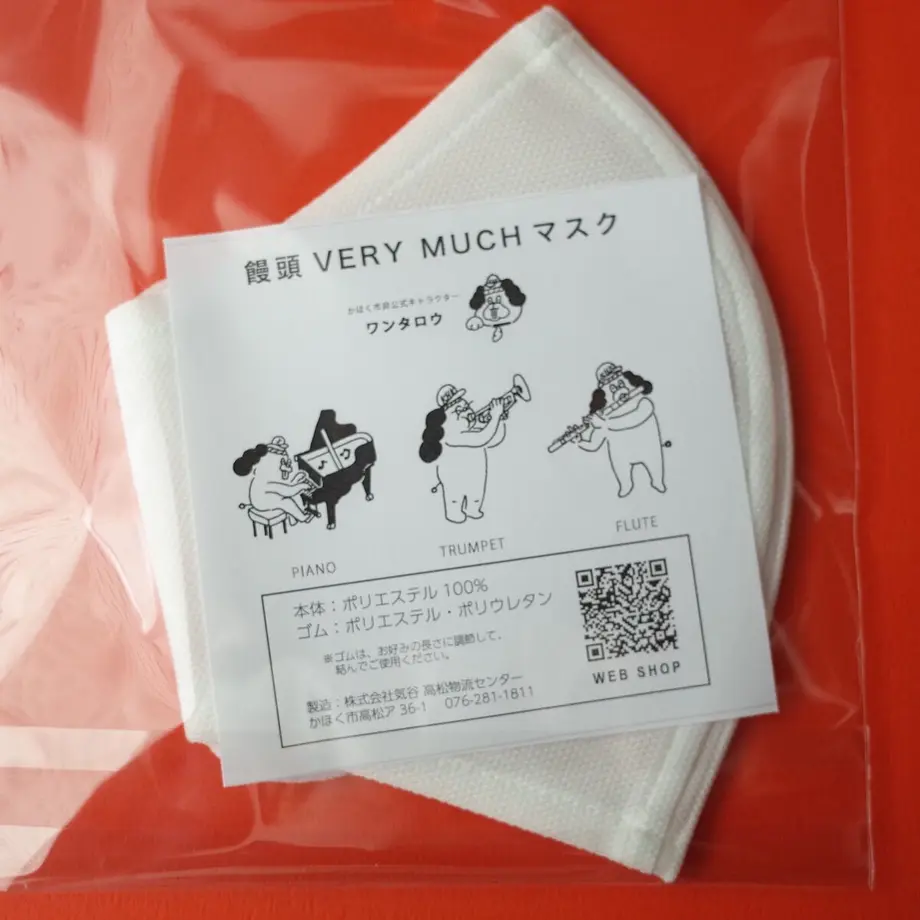 饅頭 VERY MUCH マスク
かほく市非公式キャラクター
ワンタロウ
PIANO
TRUMPET
FLUTE
本体：ポリエステル 100%
ゴム：ポリエステル・ポリウレタン
※ゴムは、お好みの長さに調節して、
結んでご使用ください。
製造：株式会社気谷 高松物流センター
かほく市高松ア 36-1 076-281-1811
WEB SHOP